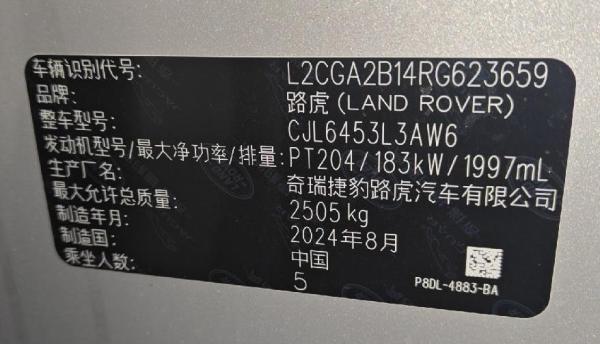 车辆识别代号: L2CGA2B14RG623659
品牌: 路虎(LAND ROVER)
整车型号: CJL6453L3AW6
发动机型号/最大净功率/排量: PT204/183kW/1997mL
生产厂名: 奇瑞捷豹路虎汽车有限公司
最大允许总质量: 2505kg
制造年月: 2024年8月
制造国: 中国
乘坐人数: 5
P8DL-4883-BA